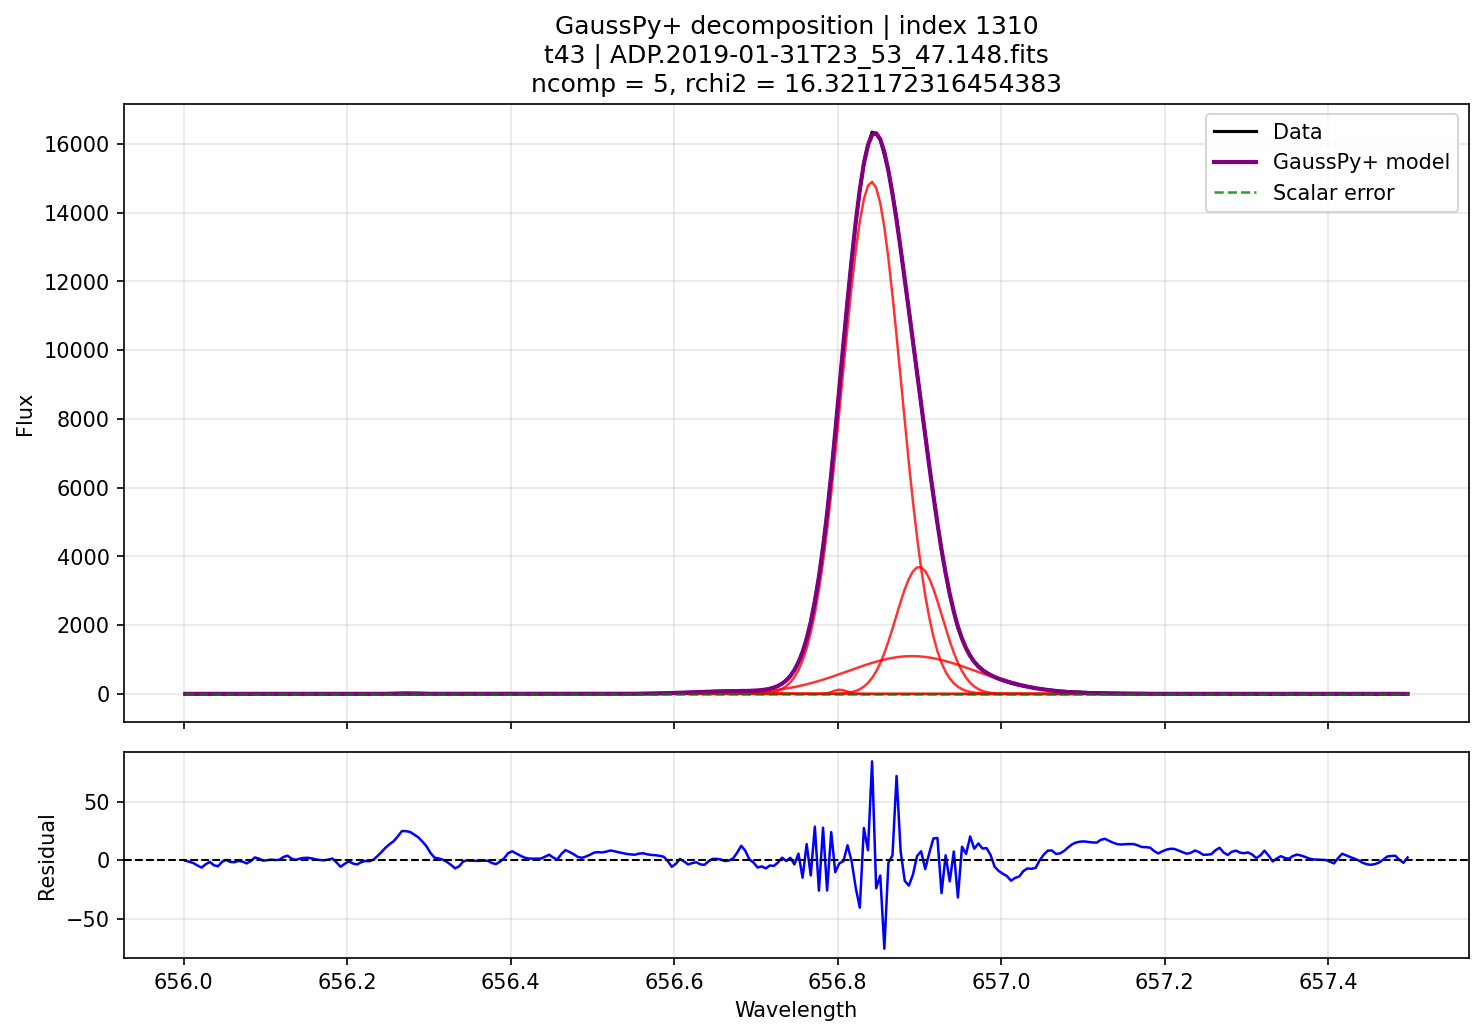 GaussPy+ decomposition | index 1310
t43 | ADP.2019-01-31T23_53_47.148.fits
ncomp = 5, rchi2 = 16.321172316454383
Data
GaussPy+ model
Scalar error
16000
14000
12000
10000
8000
6000
4000
2000
0
Flux
50
0
−50
Residual
656.0
656.2
656.4
656.6
656.8
657.0
657.2
657.4
Wavelength